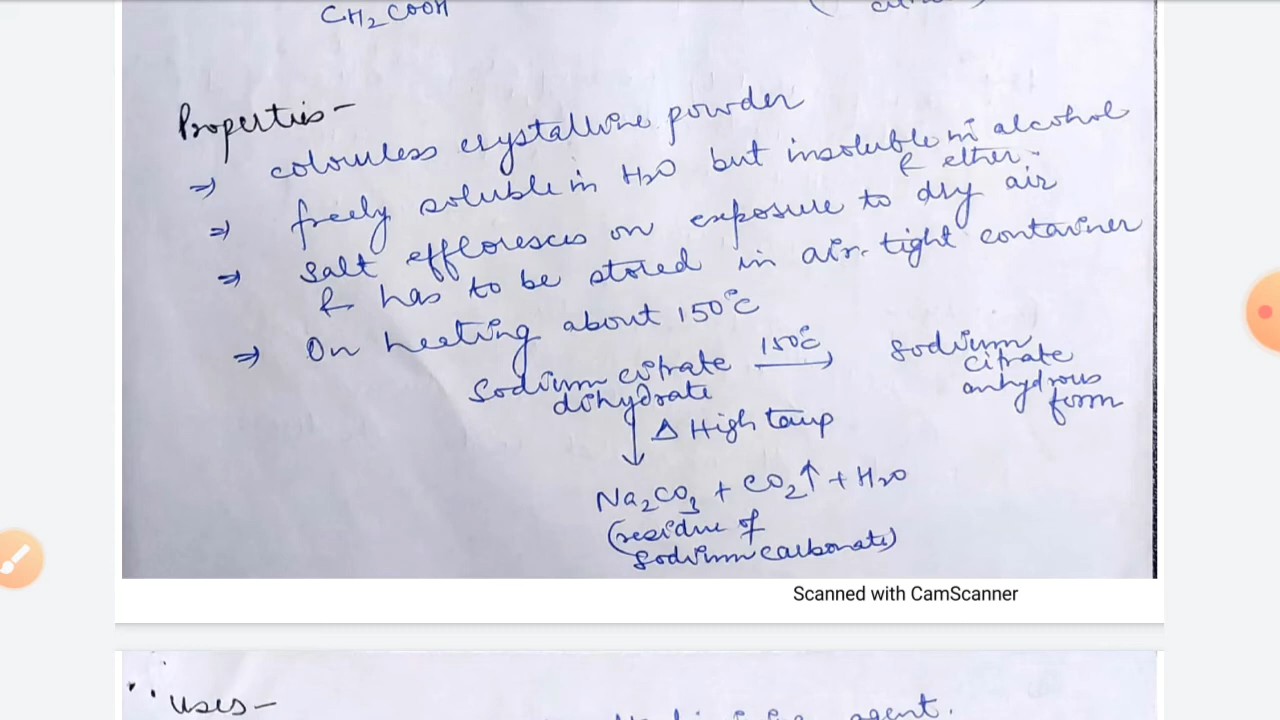 CH2COOH
Properties-
⇒ colourless crystalline powder
⇒ freely soluble in H2O but insoluble in alcohol
& ether.
⇒ Salt effloresces on exposure to dry air
& has to be stored in air-tight container
⇒ On heeting about 150°C
Sodium citrate dihydrate 150°C → Sodium citrate anhydrous form
↓ Δ High temp
Na2CO3 + CO2↑ + H2O
(residue of
sodium carbonate)
Scanned with CamScanner
Uses-
agent.